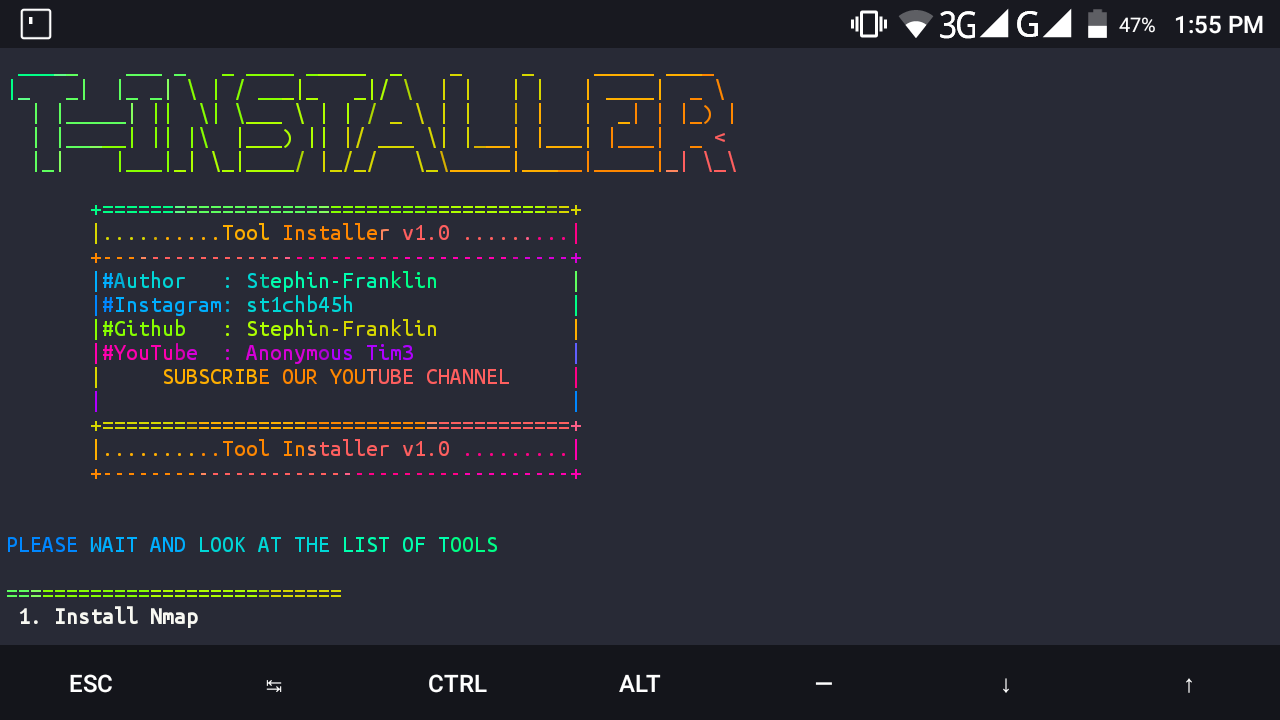 3G G 47% 1:55 PM
T-INSTALLER
+=======================================+
|..........Tool Installer v1.0 .........|
+---------------------------------------+
|#Author   : Stephin-Franklin           |
|#Instagram: st1chb45h                  |
|#Github   : Stephin-Franklin           |
|#YouTube  : Anonymous Tim3             |
|     SUBSCRIBE OUR YOUTUBE CHANNEL     |
|                                       |
+=======================================+
|..........Tool Installer v1.0 .........|
+---------------------------------------+
PLEASE WAIT AND LOOK AT THE LIST OF TOOLS
============================
1. Install Nmap
ESC ↹ CTRL ALT — ↓ ↑